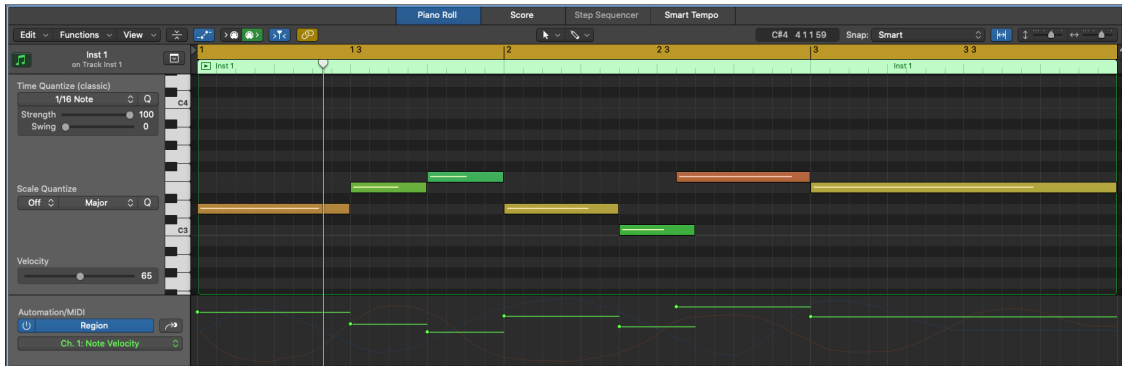 Piano Roll Score Step Sequencer Smart Tempo
Edit Functions View C#4 4 1 1 59 Snap: Smart
Inst 1
on Track Inst 1
1 1 3 2 2 3 3 3 3
Inst 1 Inst 1
Time Quantize (classic)
1/16 Note Q
C4
Strength 100
Swing 0
Scale Quantize
Off Major Q
C3
Velocity
65
Automation/MIDI
Region
Ch. 1: Note Velocity